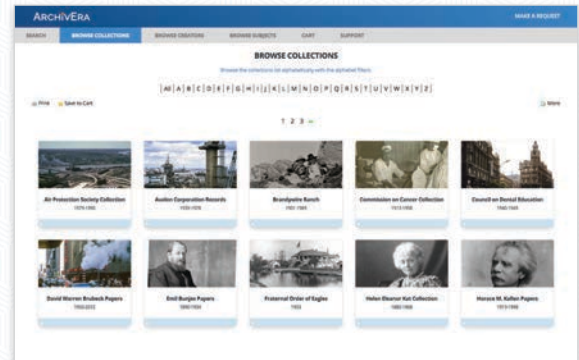 ARCHIVERA
MAKE A REQUEST
SEARCH BROWSE COLLECTIONS BROWSE CREATORS BROWSE SUBJECTS CART SUPPORT
BROWSE COLLECTIONS
Browse the collections list alphabetically with the alphabet filters.
| All | A | B | C | D | E | F | G | H | I | J | K | L | M | N | O | P | Q | R | S | T | U | V | W | X | Y | Z |
Print Save to Cart More
1 2 3
Air Protection Society Collection Avalon Corporation Records Brandywine Ranch Commission on Cancer Collection Council on Dental Education
David Warren Brubeck Papers Emil Bunjee Papers Fraternal Order of Eagles Helen Eleanor Kat Collection Horace M. Kallen Papers